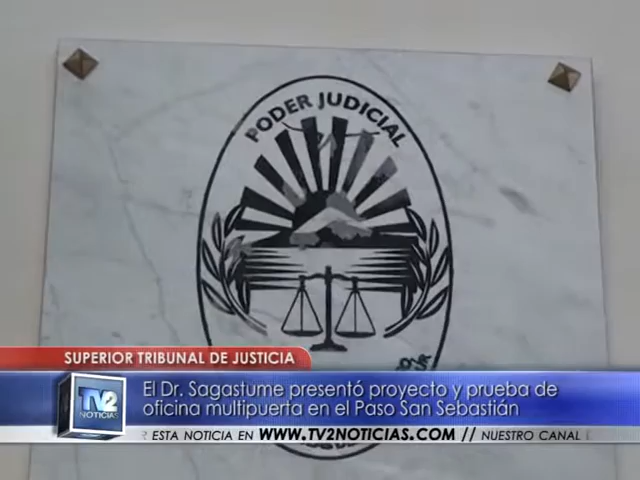 PODER JUDICIAL
SUPERIOR TRIBUNAL DE JUSTICIA
TV2
NOTICIAS
El Dr. Sagastume presentó proyecto y prueba de
oficina multipuerta en el Paso San Sebastián
ESTA NOTICIA EN WWW.TV2NOTICIAS.COM // NUESTRO CANAL